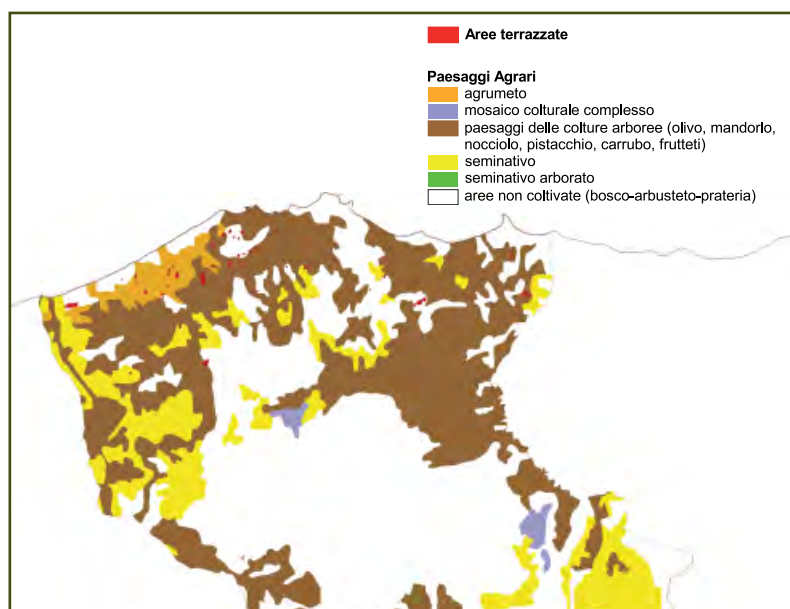 Aree terrazzate
Paesaggi Agrari
agrumeto
mosaico colturale complesso
paesaggi delle colture arboree (olivo, mandorlo,
nocciolo, pistacchio, carrubo, frutteti)
seminativo
seminativo arborato
aree non coltivate (bosco-arbusteto-prateria)